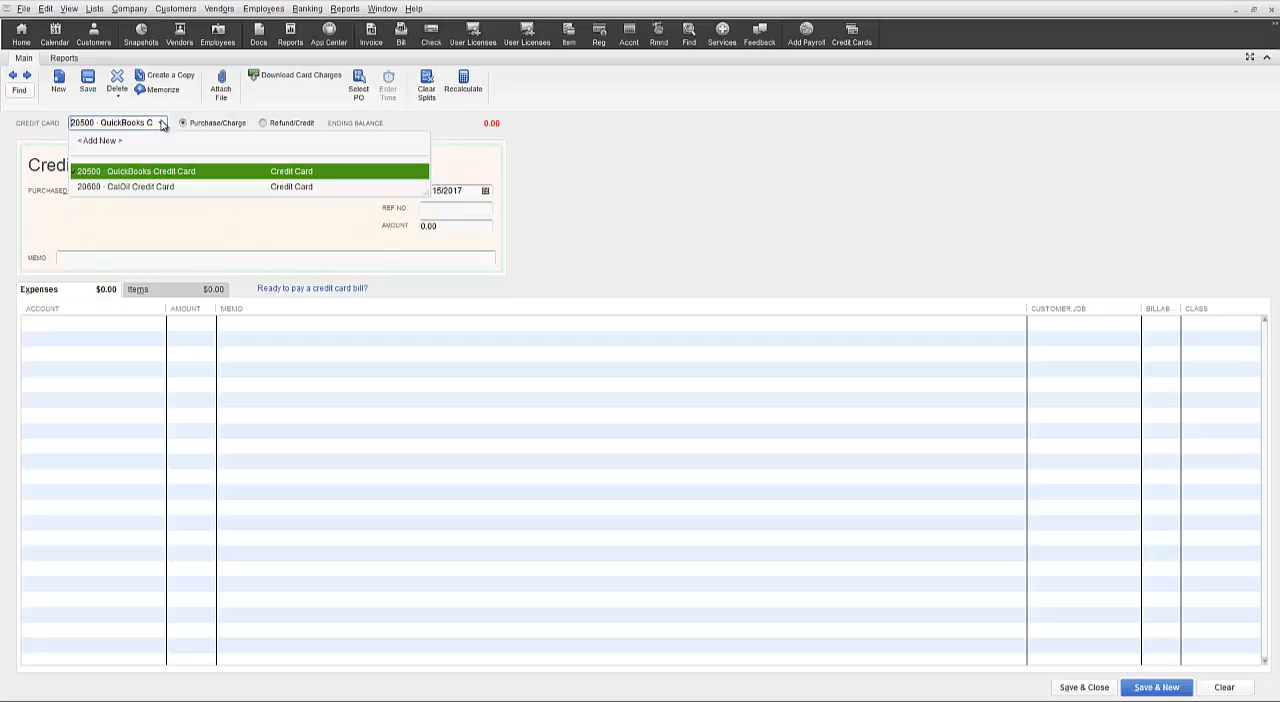 File Edit View Lists Company Customers Vendors Employees Banking Reports Window Help
Home Calendar Customers Snapshots Vendors Employees Docs Reports App Center Invoice Bill Check User Licenses User Licenses Item Reg Accnt Rmnd Find Services Feedback Add Payroll Credit Cards
Main Reports
Find New Save Delete Create a Copy Memorize Attach File Download Card Charges Select PO Enter Time Clear Splits Recalculate
CREDIT CARD 20500 · QuickBooks C Purchase/Charge Refund/Credit ENDING BALANCE 0.00
< Add New >
Credi
20500 · QuickBooks Credit Card Credit Card
20600 · CalOil Credit Card Credit Card
PURCHASED 15/2017
REF NO.
AMOUNT 0.00
MEMO
Expenses $0.00 Items $0.00 Ready to pay a credit card bill?
ACCOUNT AMOUNT MEMO CUSTOMER:JOB BILLAB CLASS
Save & Close Save & New Clear